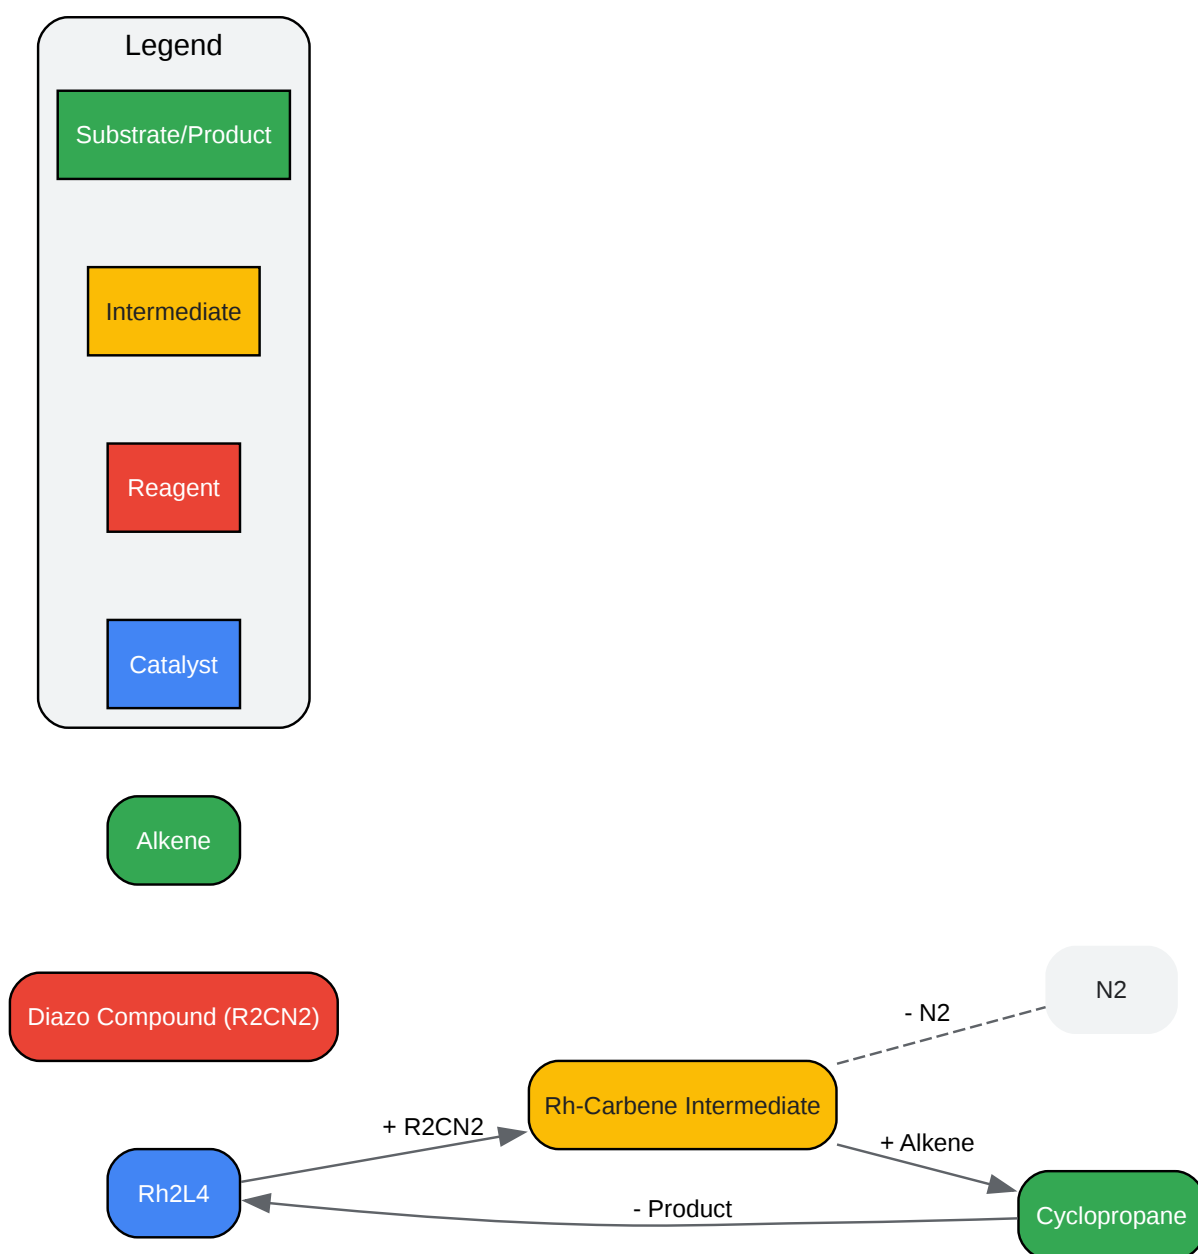 Legend
Substrate/Product
Intermediate
Reagent
Catalyst
Alkene
N2
- N2
Diazo Compound (R2CN2)
Rh-Carbene Intermediate
+ R2CN2
+ Alkene
Rh2L4
- Product
Cyclopropane